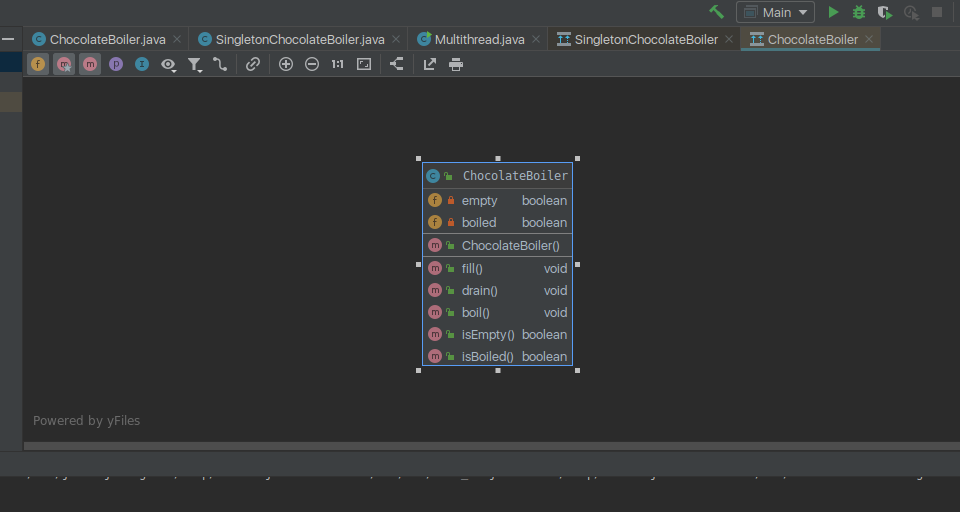 Main
ChocolateBoiler.java SingletonChocolateBoiler.java Multithread.java SingletonChocolateBoiler ChocolateBoiler
f m m p I 1:1
C ChocolateBoiler
f empty boolean
f boiled boolean
m ChocolateBoiler()
m fill() void
m drain() void
m boil() void
m isEmpty() boolean
m isBoiled() boolean
Powered by yFiles